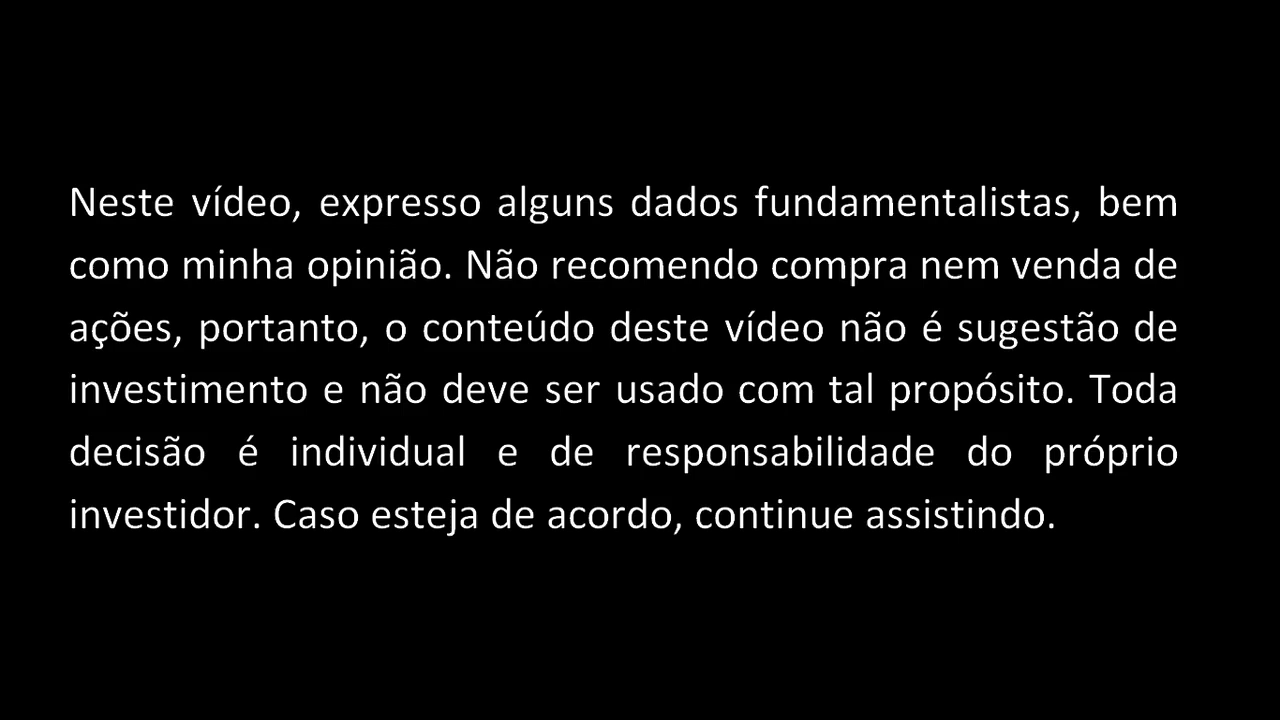 Neste vídeo, expresso alguns dados fundamentalistas, bem
como minha opinião. Não recomendo compra nem venda de
ações, portanto, o conteúdo deste vídeo não é sugestão de
investimento e não deve ser usado com tal propósito. Toda
decisão é individual e de responsabilidade do próprio
investidor. Caso esteja de acordo, continue assistindo.